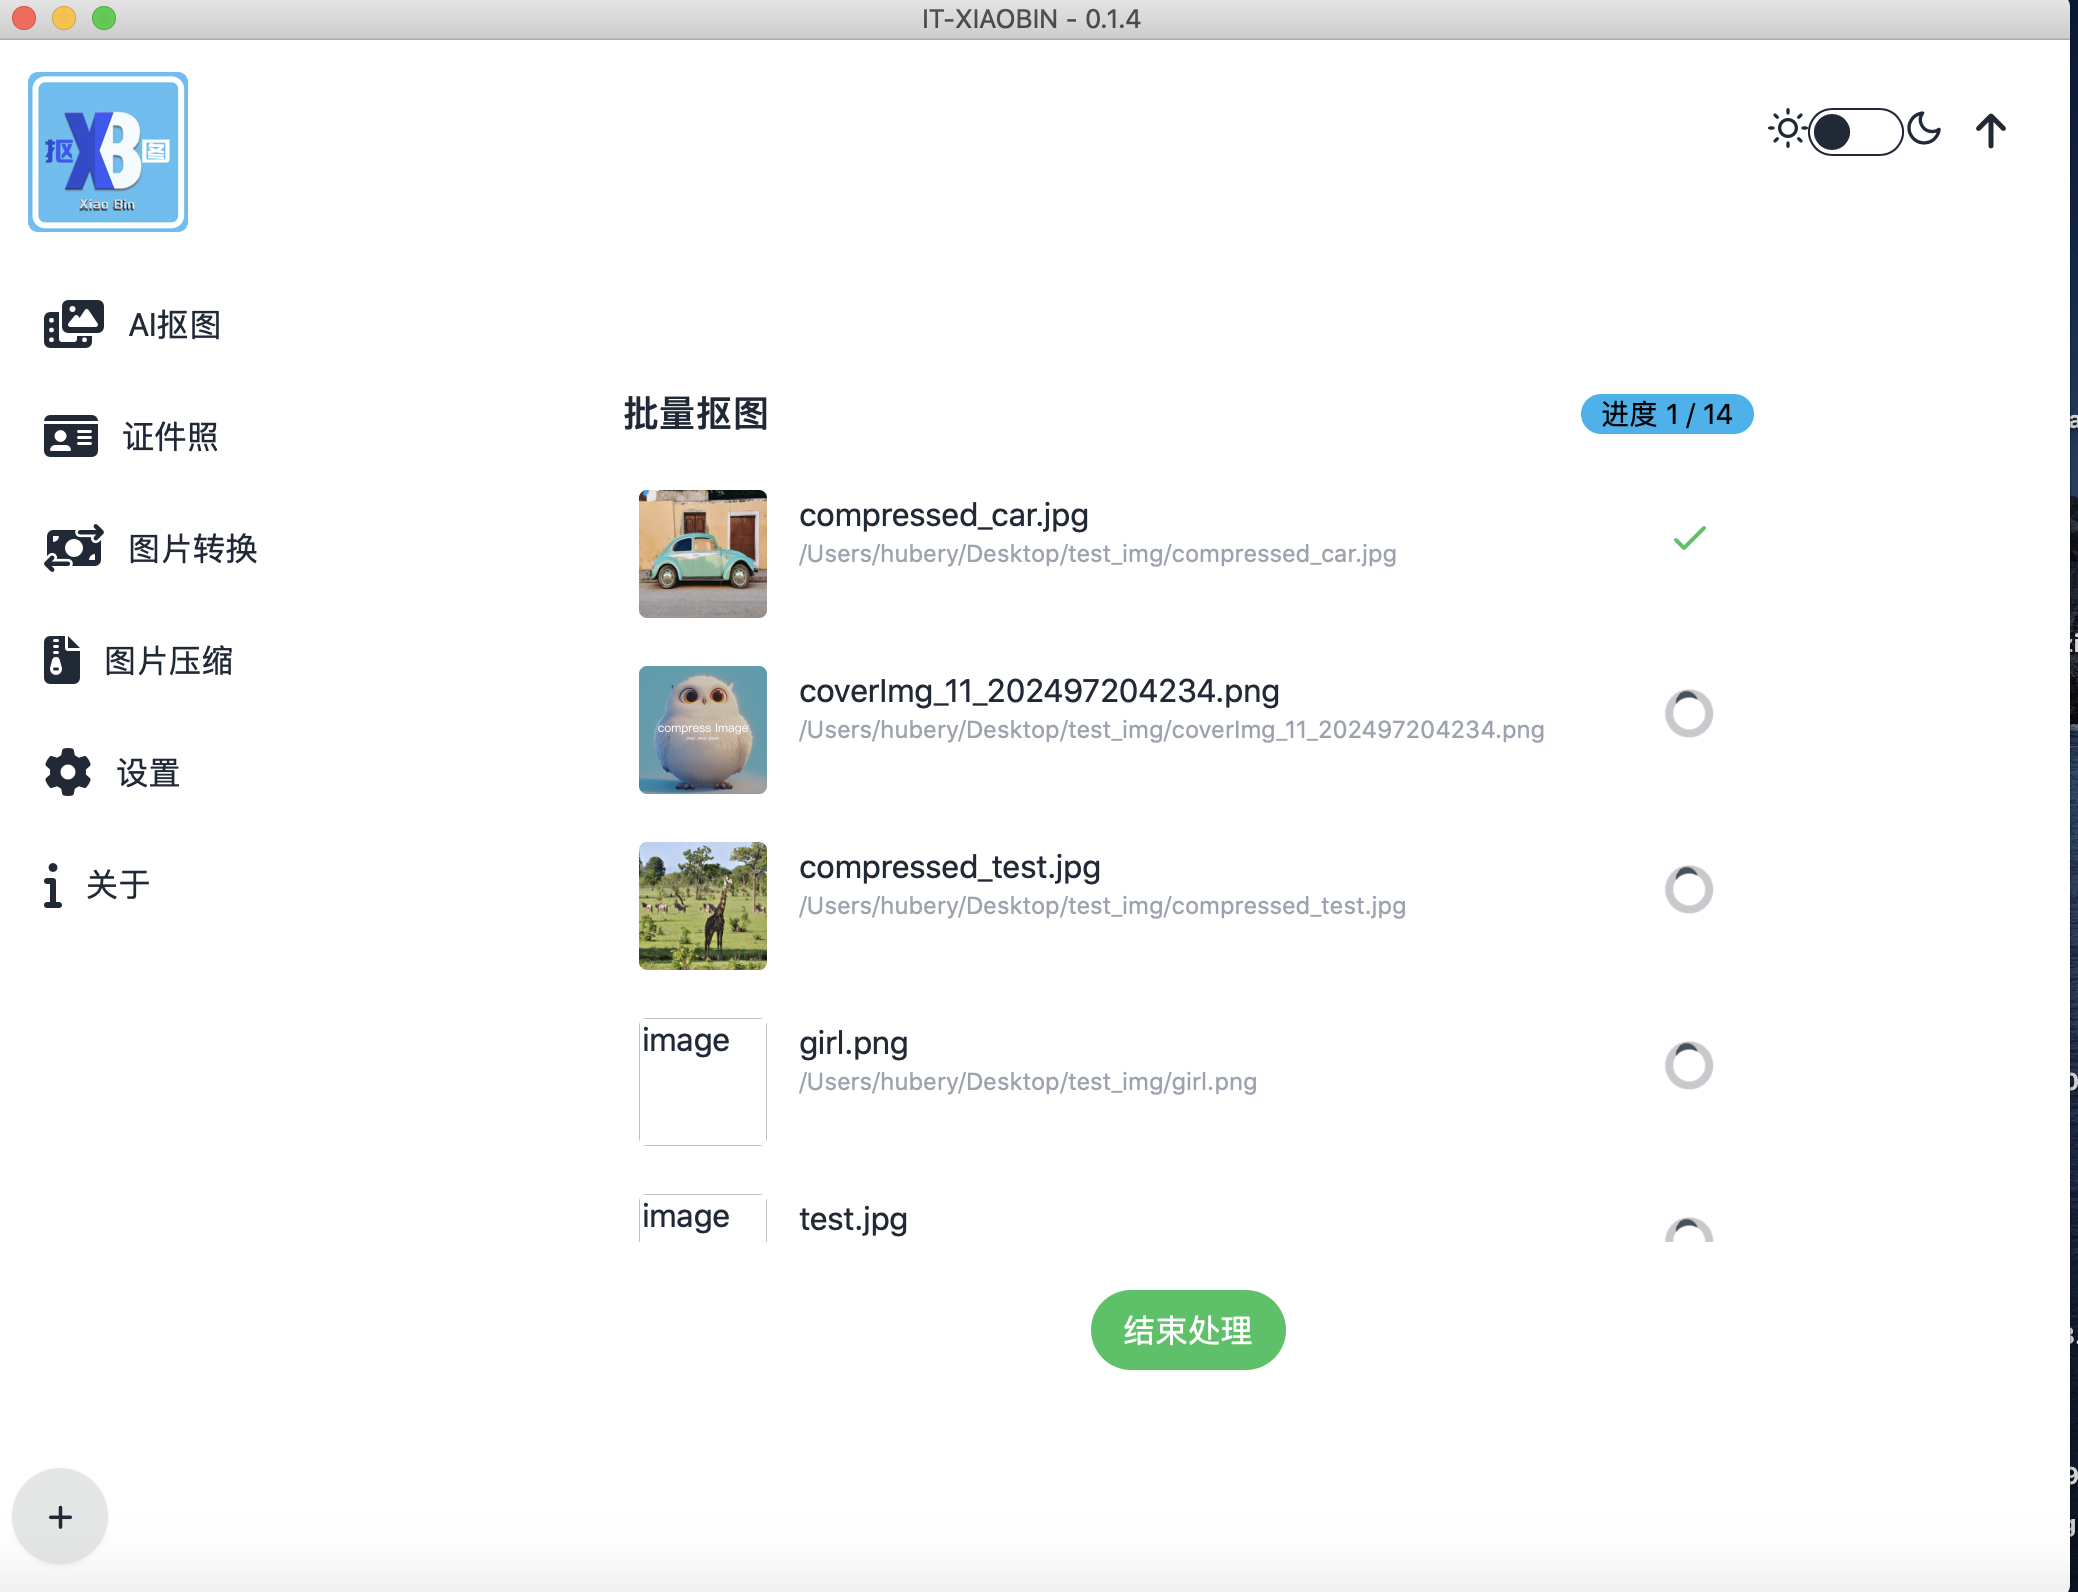 IT-XIAOBIN - 0.1.4
抠
XB
图
Xiao Bin
AI抠图
证件照
图片转换
图片压缩
设置
关于
批量抠图
进度 1 / 14
compressed_car.jpg
/Users/hubery/Desktop/test_img/compressed_car.jpg
coverImg_11_202497204234.png
/Users/hubery/Desktop/test_img/coverImg_11_202497204234.png
compress Image
compressed_test.jpg
/Users/hubery/Desktop/test_img/compressed_test.jpg
image
girl.png
/Users/hubery/Desktop/test_img/girl.png
image
test.jpg
结束处理
+